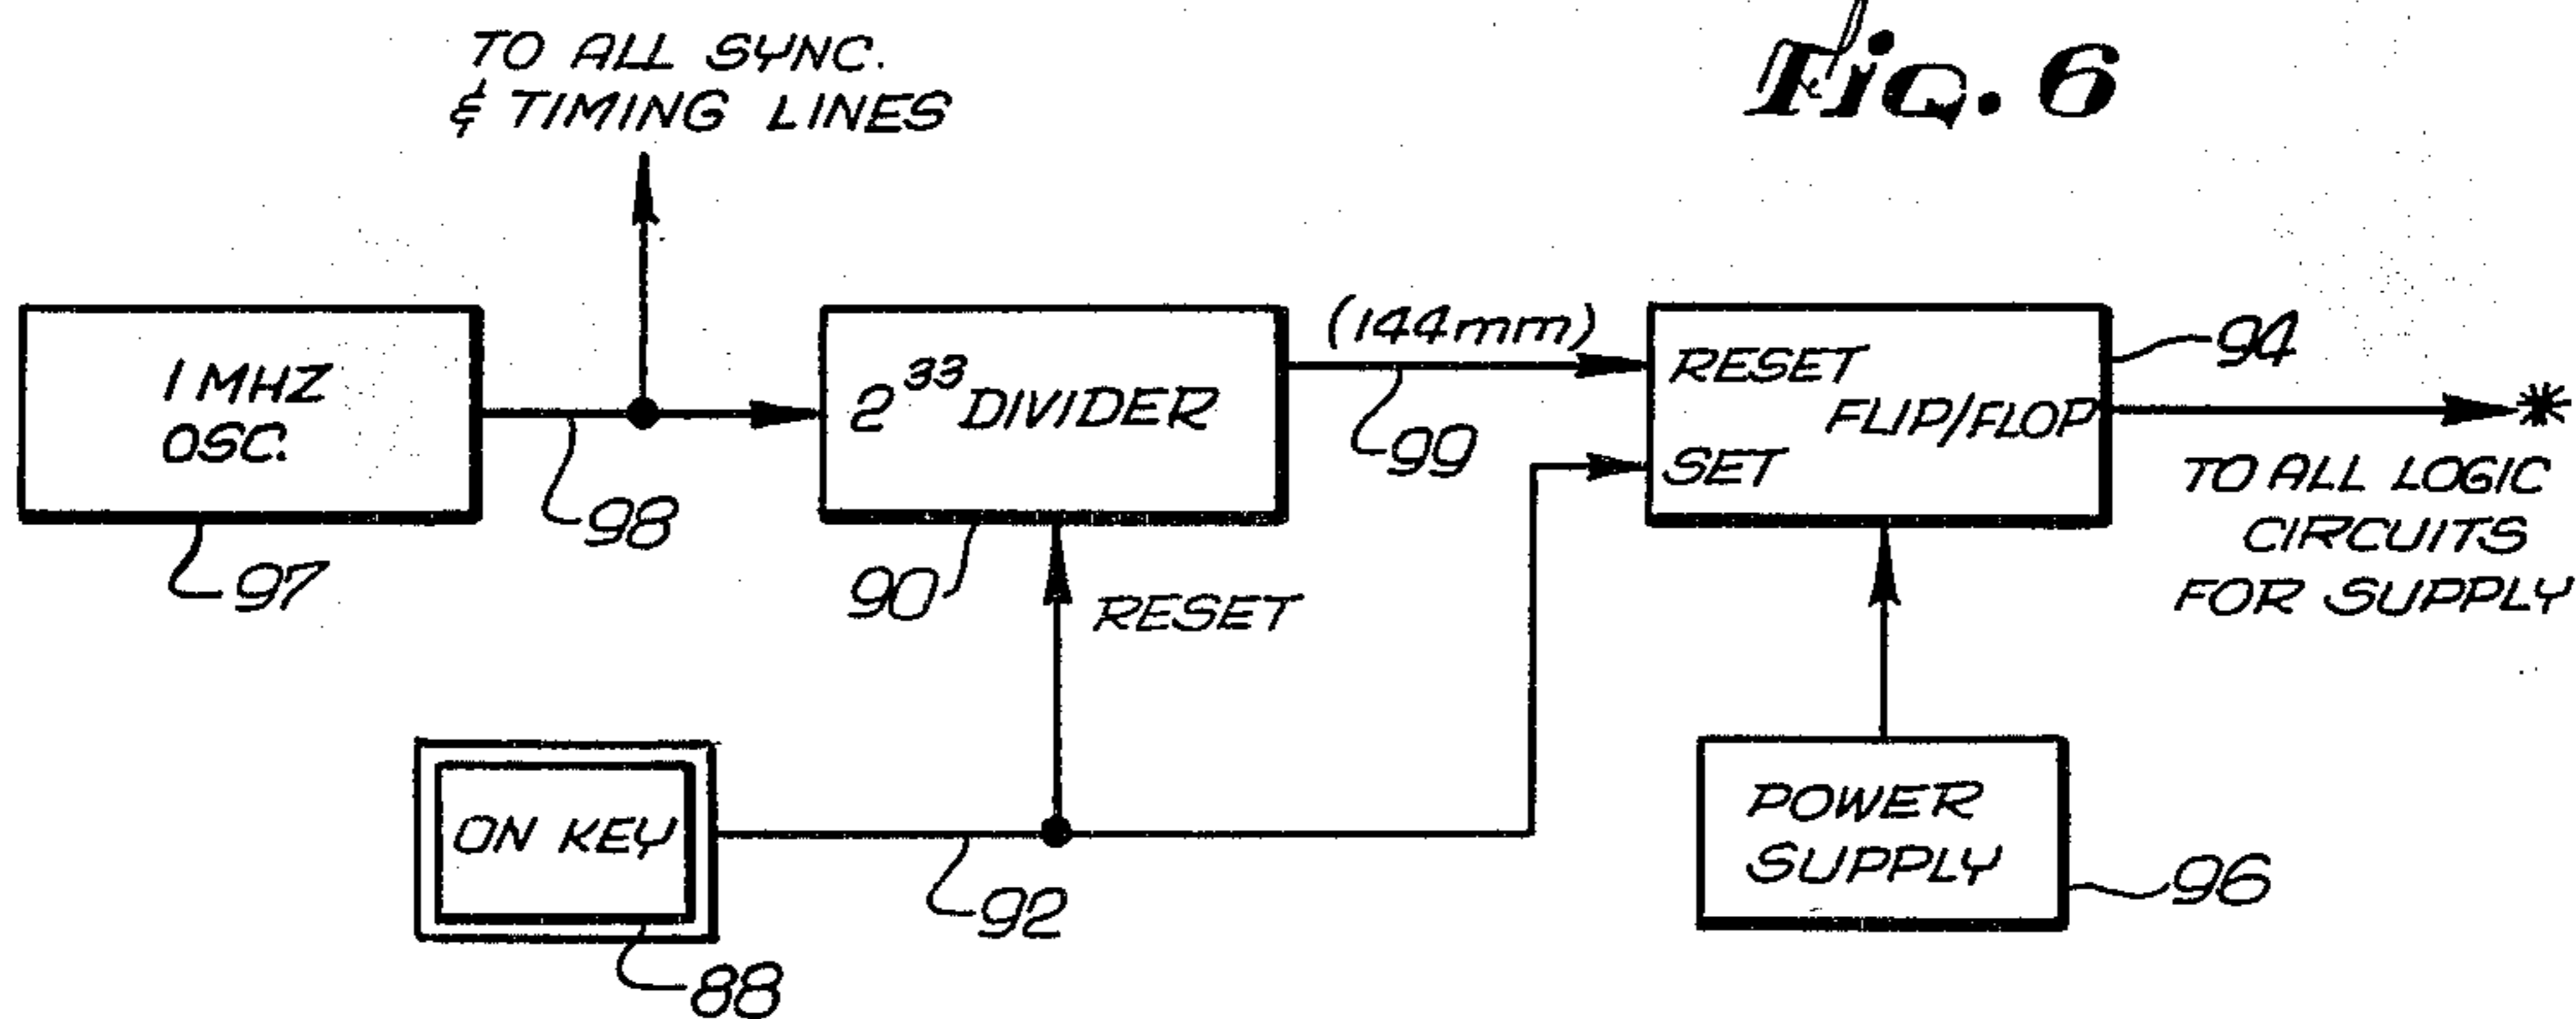 Fig. 6
TO ALL SYNC.
& TIMING LINES
1 MHZ
OSC.
97
98
2^33 DIVIDER
90
RESET
(144mm)
99
RESET
FLIP/FLOP
SET
94
*
TO ALL LOGIC
CIRCUITS
FOR SUPPLY
ON KEY
88
92
POWER
SUPPLY
96